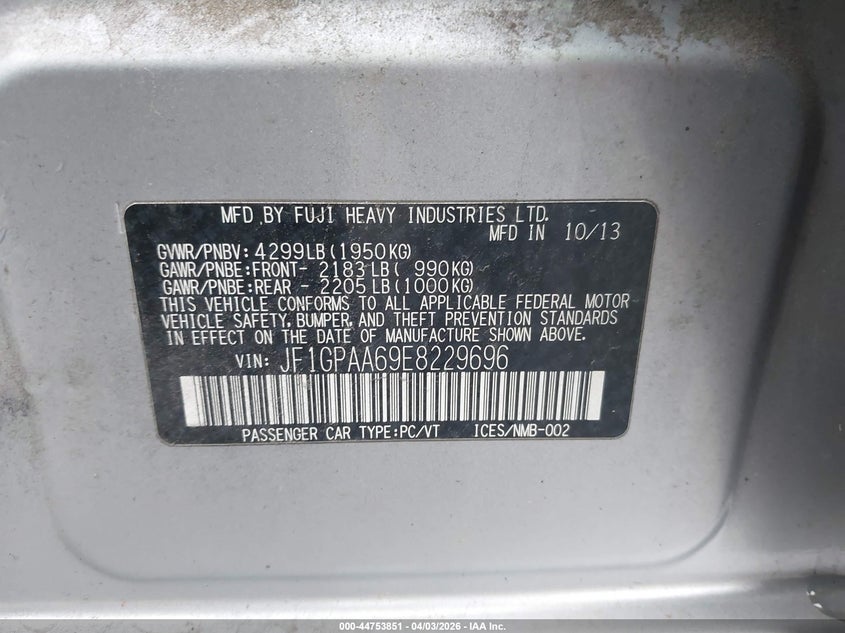 MFD.BY FUJI HEAVY INDUSTRIES LTD.
MFD IN 10/13
GVWR/PNBV: 4299LB(1950KG)
GAWR/PNBE:FRONT- 2183LB( 990KG)
GAWR/PNBE:REAR - 2205LB(1000KG)
THIS VEHICLE CONFORMS TO ALL APPLICABLE FEDERAL MOTOR
VEHICLE SAFETY, BUMPER, AND THEFT PREVENTION STANDARDS
IN EFFECT ON THE DATE OF MANUFACTURE SHOWN ABOVE.
VIN: JF1GPAA69E8229696
PASSENGER CAR TYPE:PC/VT ICES/NMB-002
000-44753851 - 04/03/2026 - IAA Inc.